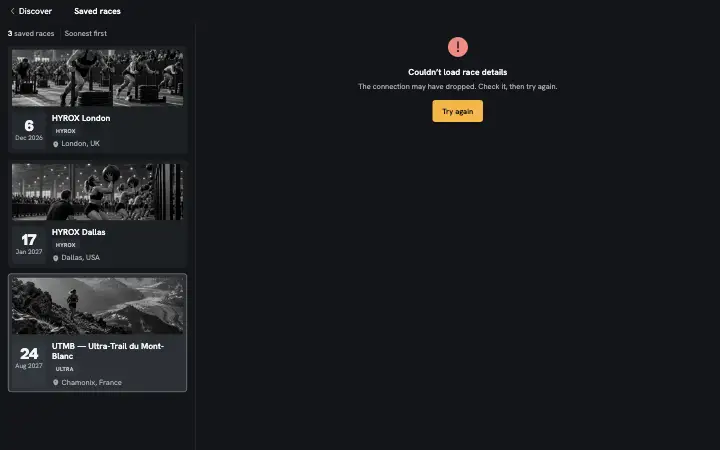 Discover
Saved races
3 saved races
Soonest first
6
Dec 2026
HYROX London
HYROX
London, UK
17
Jan 2027
HYROX Dallas
HYROX
Dallas, USA
24
Aug 2027
UTMB — Ultra-Trail du Mont-
Blanc
ULTRA
Chamonix, France
Couldn't load race details
The connection may have dropped. Check it, then try again.
Try again